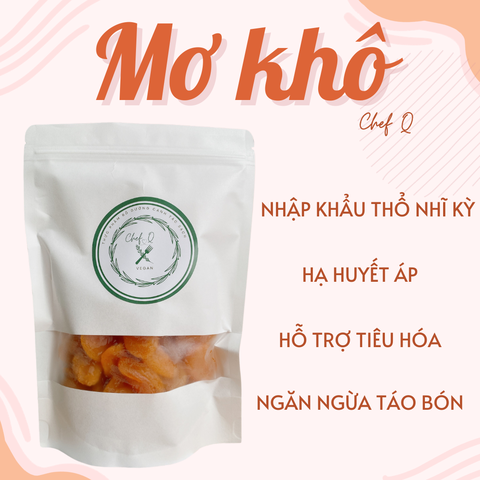 Mơ khô
Chef Q
NHẬP KHẨU THỔ NHĨ KỲ
Chef Q
VEGAN
HẠ HUYẾT ÁP
HỖ TRỢ TIÊU HÓA
NGĂN NGỪA TÁO BÓN